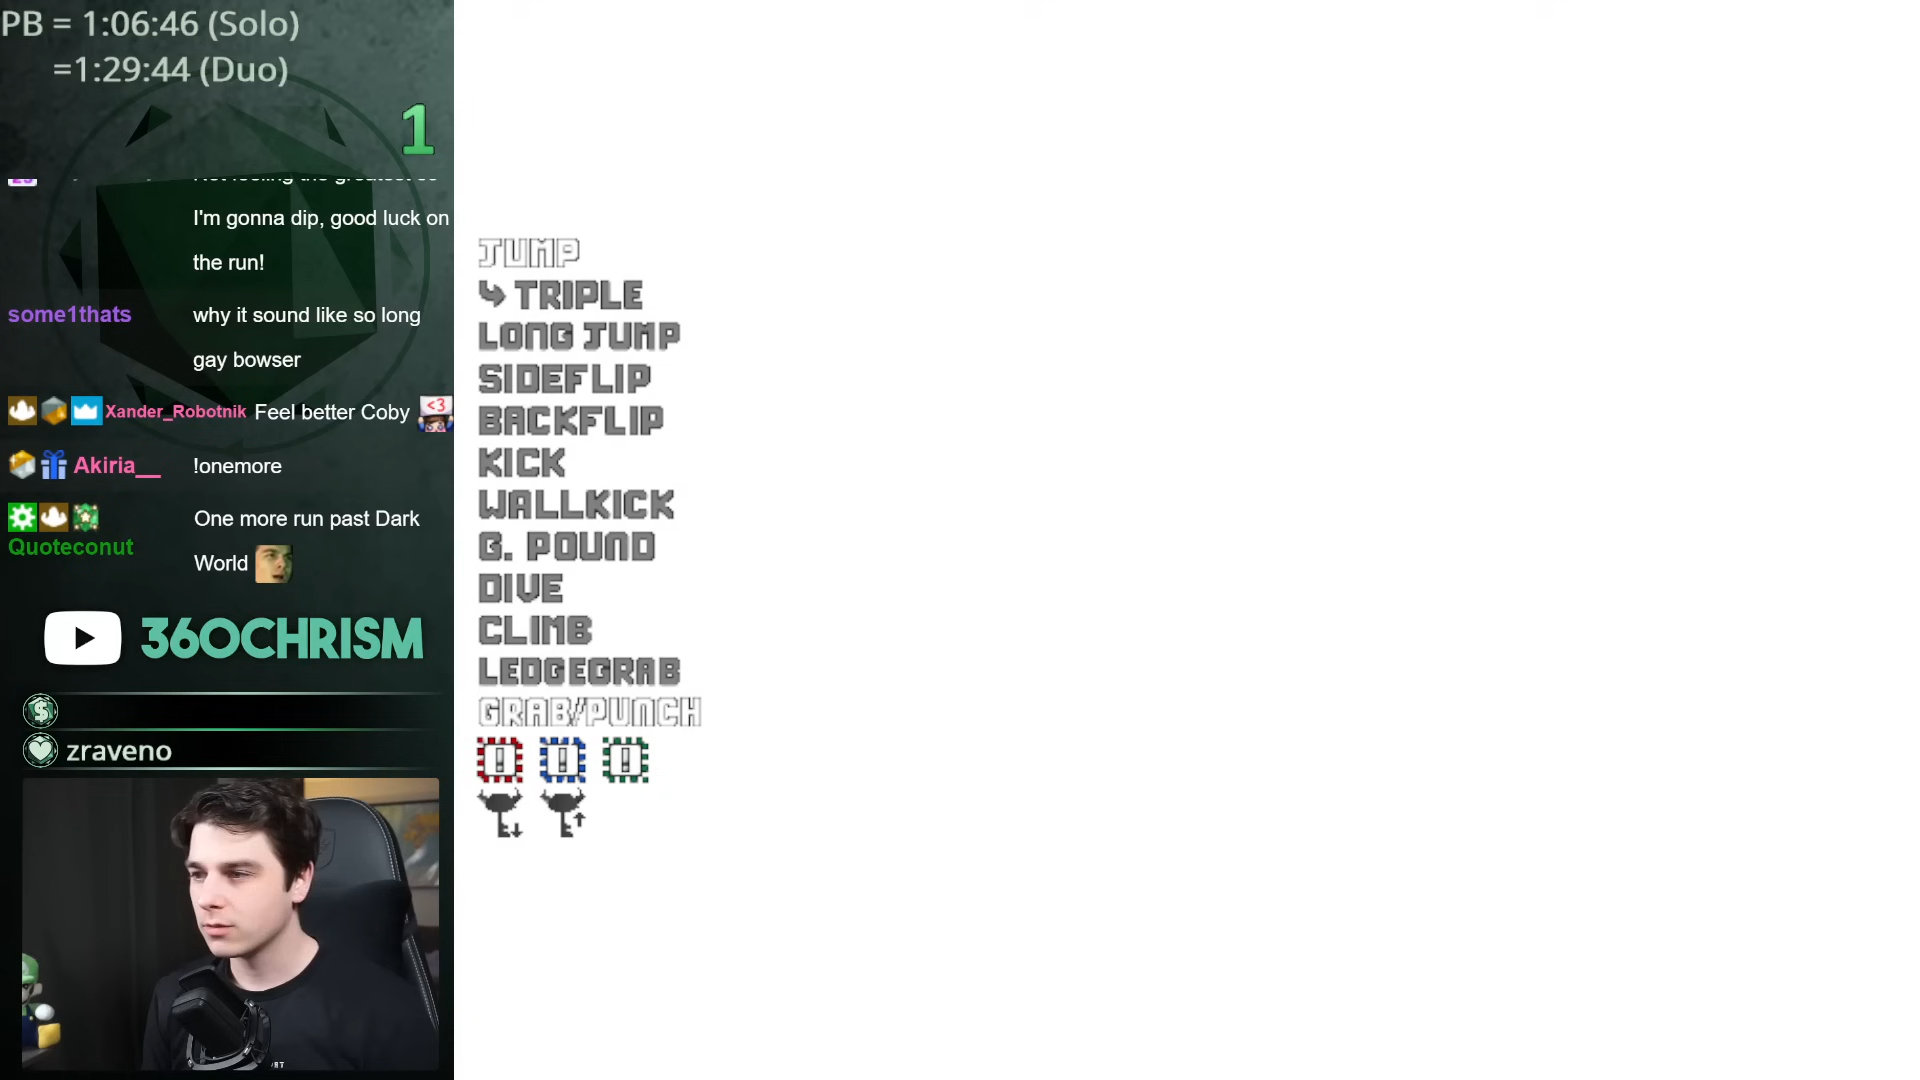 PB = 1:06:46 (Solo)
=1:29:44 (Duo)
1
I'm gonna dip, good luck on
the run!
some1thats why it sound like so long
gay bowser
Xander_Robotnik Feel better Coby <3
Akiria__ !onemore
One more run past Dark
Quoteconut
World
360CHRISM
zraveno
JUMP
↳ TRIPLE
LONG JUMP
SIDEFLIP
BACKFLIP
KICK
WALLKICK
G. POUND
DIVE
CLIMB
LEDGEGRAB
GRAB/PUNCH
! ! !